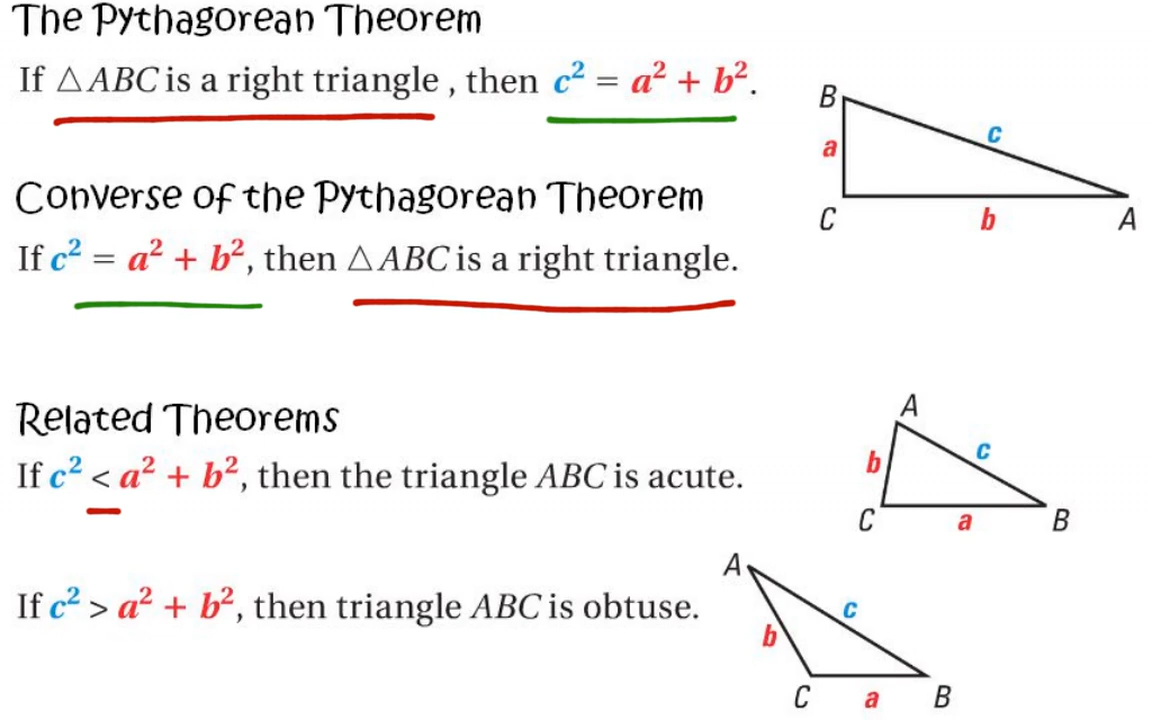 The Pythagorean Theorem
If △ABC is a right triangle , then c² = a² + b².
B
c
a
C
b
A
Converse of the Pythagorean Theorem
If c² = a² + b², then △ABC is a right triangle.
Related Theorems
If c² < a² + b², then the triangle ABC is acute.
A
b
c
C
a
B
If c² > a² + b², then triangle ABC is obtuse.
A
c
b
C
a
B